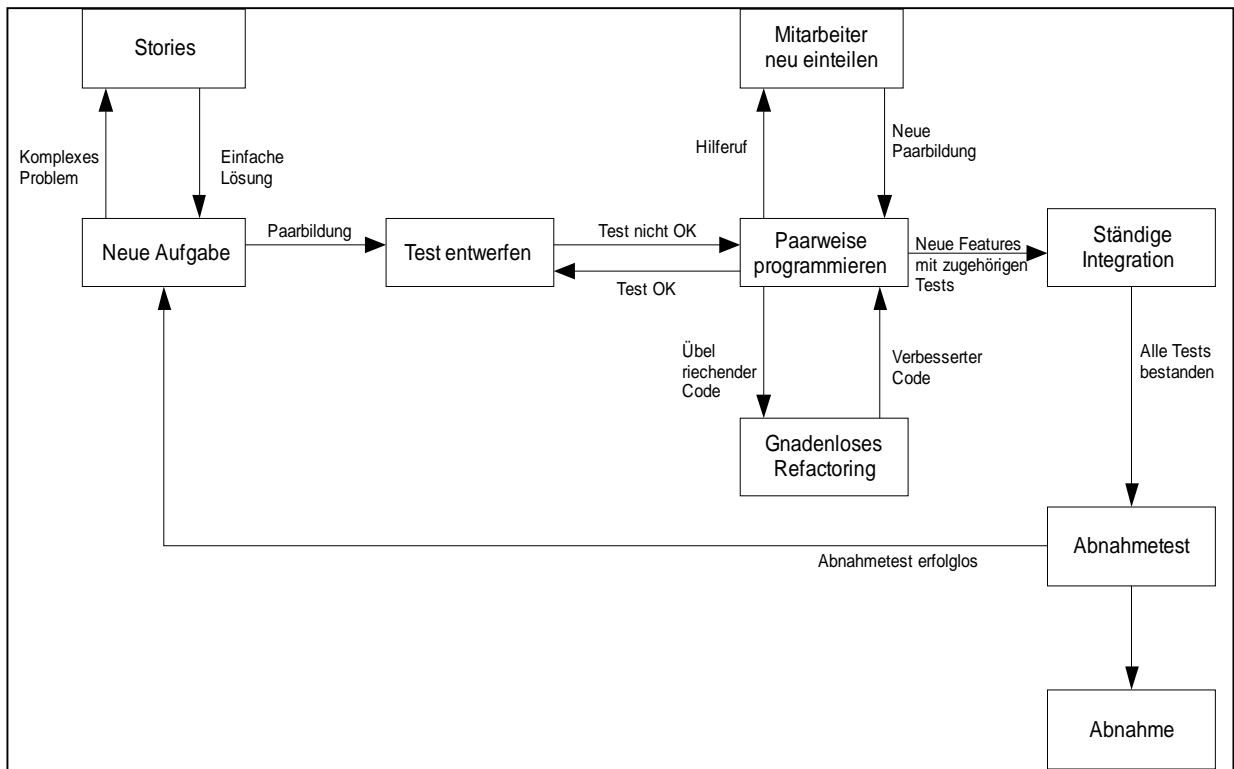 Stories
Mitarbeiter
neu einteilen
Komplexes
Problem
Einfache
Lösung
Hilferuf
Neue
Paarbildung
Neue Aufgabe
Paarbildung
Test entwerfen
Test nicht OK
Test OK
Paarweise
programmieren
Neue Features
mit zugehörigen
Tests
Ständige
Integration
Übel
riechender
Code
Verbesserter
Code
Alle Tests
bestanden
Gnadenloses
Refactoring
Abnahmetest
Abnahmetest erfolglos
Abnahme